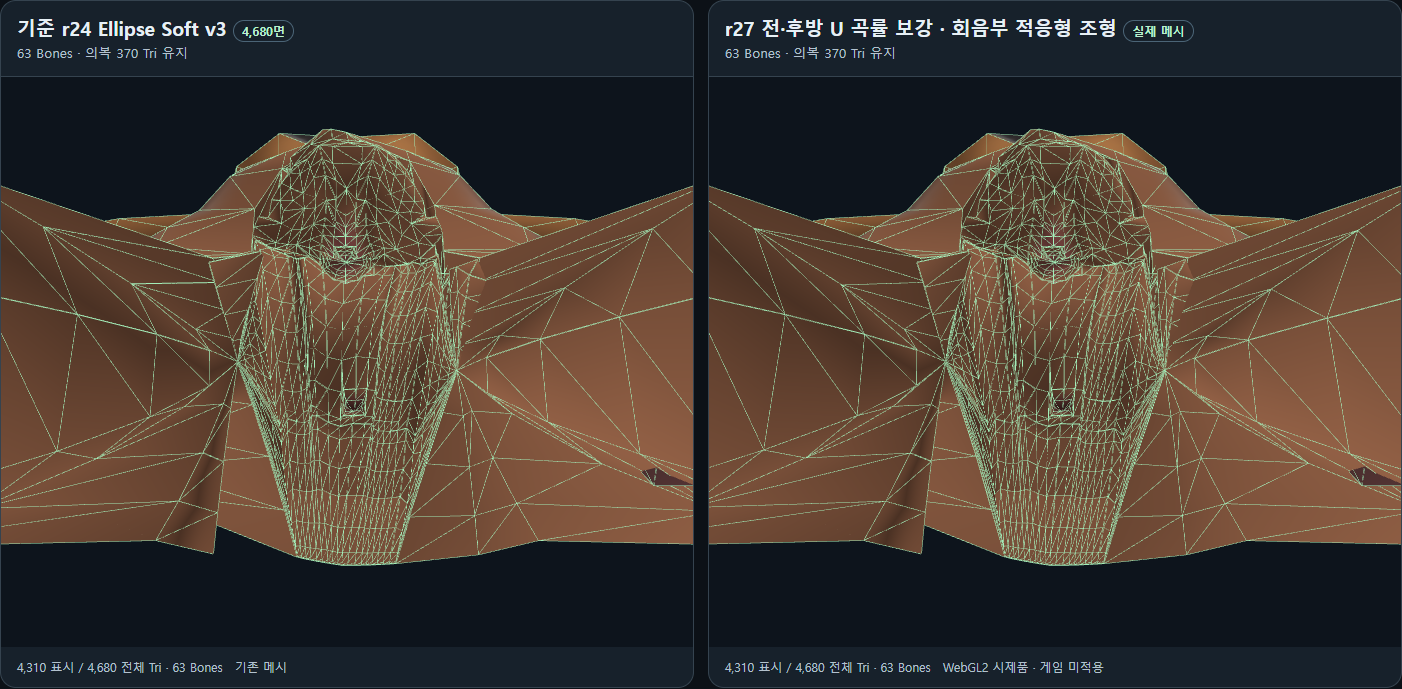 기준 r24 Ellipse Soft v3 4,680면
63 Bones · 의복 370 Tri 유지
4,310 표시 / 4,680 전체 Tri · 63 Bones 기존 메시
r27 전·후방 U 곡률 보강 · 회음부 적응형 조형 실제 메시
63 Bones · 의복 370 Tri 유지
4,310 표시 / 4,680 전체 Tri · 63 Bones WebGL2 시제품 · 게임 미적용